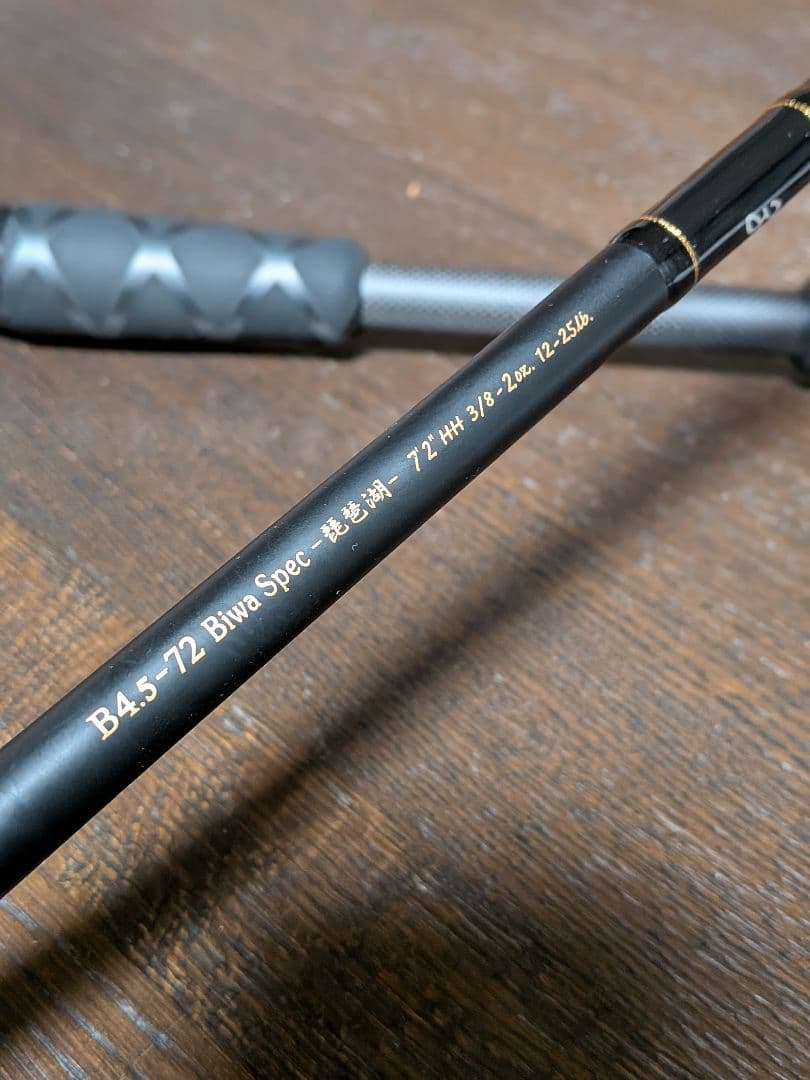 B4.5-72 Biwa Spec -琵琶湖- 7'2" HH 3/8-2oz. 12-25lb.